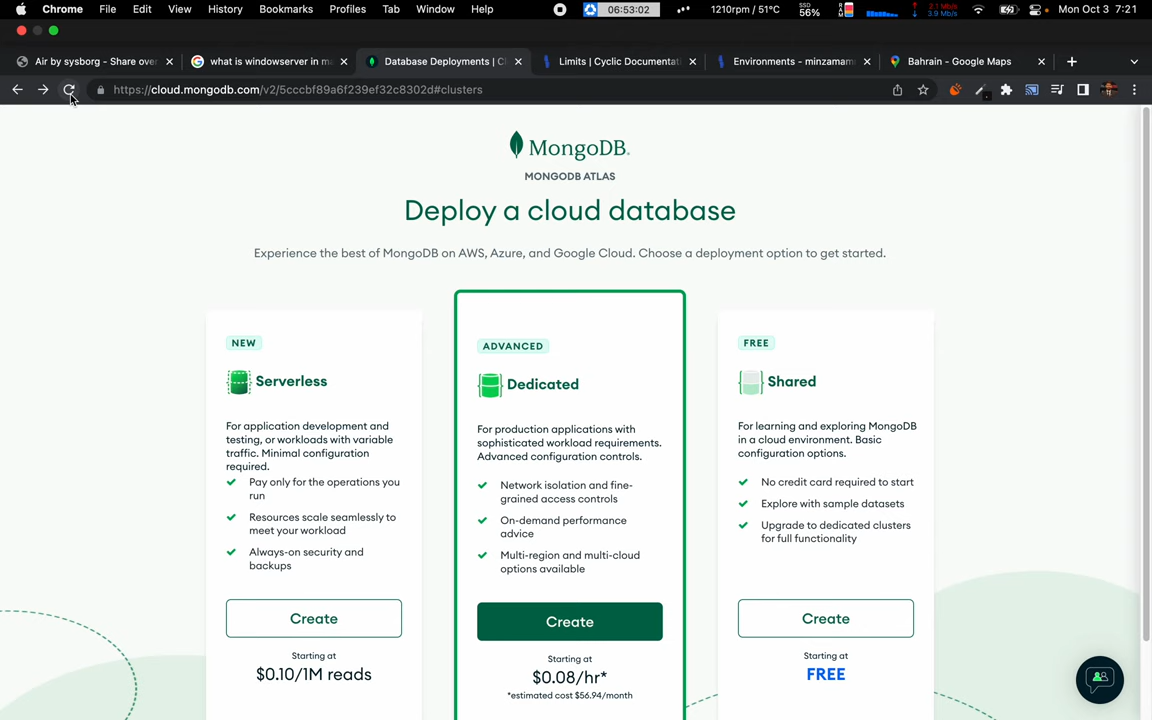 Chrome File Edit View History Bookmarks Profiles Tab Window Help 06:53:02 1210rpm / 51°C SSD 56% 2.1 Mb/s 3.9 Mb/s Mon Oct 3 7:21
Air by sysborg - Share over
what is windowserver in m
Database Deployments | C
Limits | Cyclic Documentati
Environments - minzamam
Bahrain - Google Maps
https://cloud.mongodb.com/v2/5cccbf89a6f239ef32c8302d#clusters
MongoDB.
MONGODB ATLAS
Deploy a cloud database
Experience the best of MongoDB on AWS, Azure, and Google Cloud. Choose a deployment option to get started.
NEW
Serverless
For application development and
testing, or workloads with variable
traffic. Minimal configuration
required.
Pay only for the operations you
run
Resources scale seamlessly to
meet your workload
Always-on security and
backups
Create
Starting at
$0.10/1M reads
ADVANCED
Dedicated
For production applications with
sophisticated workload requirements.
Advanced configuration controls.
Network isolation and fine-
grained access controls
On-demand performance
advice
Multi-region and multi-cloud
options available
Create
Starting at
$0.08/hr*
*estimated cost $56.94/month
FREE
Shared
For learning and exploring MongoDB
in a cloud environment. Basic
configuration options.
No credit card required to start
Explore with sample datasets
Upgrade to dedicated clusters
for full functionality
Create
Starting at
FREE